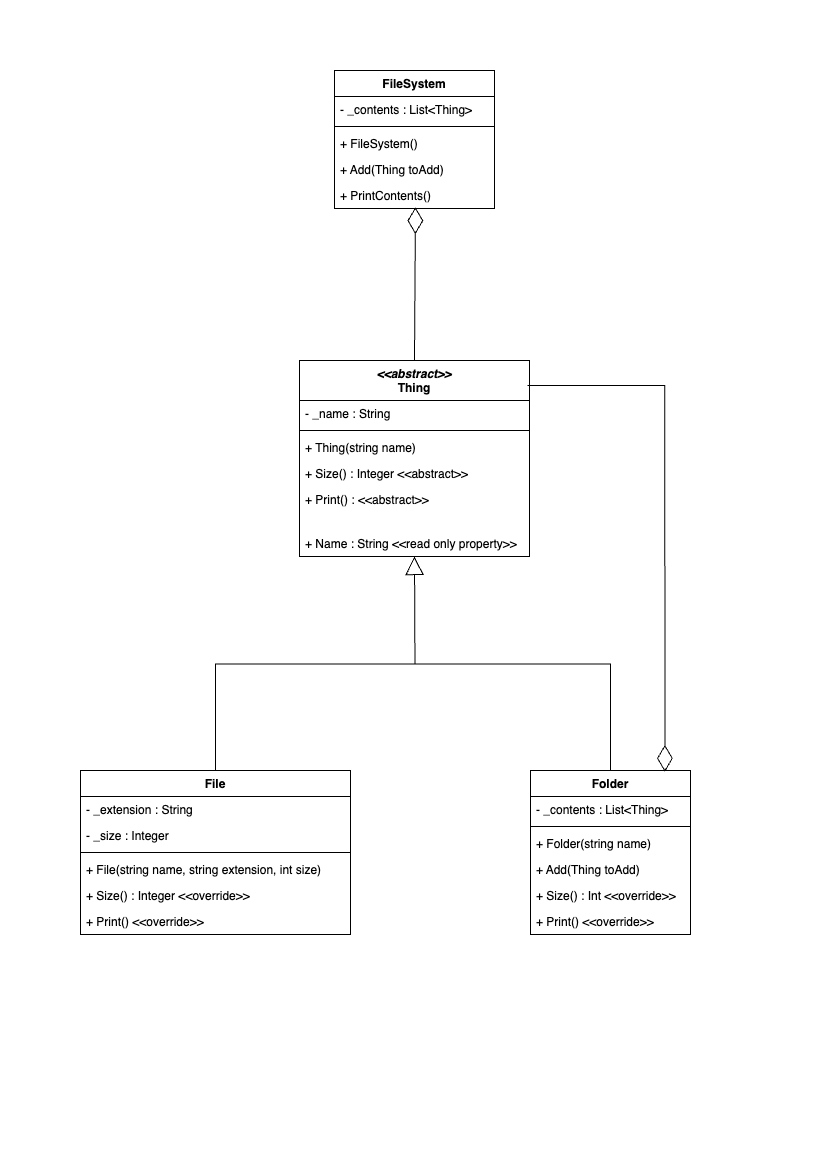 FileSystem
- _contents : List<Thing>
+ FileSystem()
+ Add(Thing toAdd)
+ PrintContents()
<<abstract>>
Thing
- _name : String
+ Thing(string name)
+ Size() : Integer <<abstract>>
+ Print() : <<abstract>>
+ Name : String <<read only property>>
File
- _extension : String
- _size : Integer
+ File(string name, string extension, int size)
+ Size() : Integer <<override>>
+ Print() <<override>>
Folder
- _contents : List<Thing>
+ Folder(string name)
+ Add(Thing toAdd)
+ Size() : Int <<override>>
+ Print() <<override>>